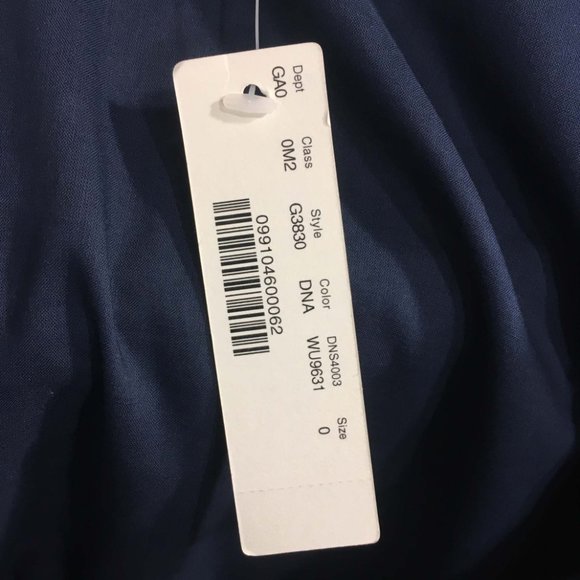 Dept Class Style Color DNS4003 Size
GA0 0M2 G3830 DNA WU9631 0
099104600062